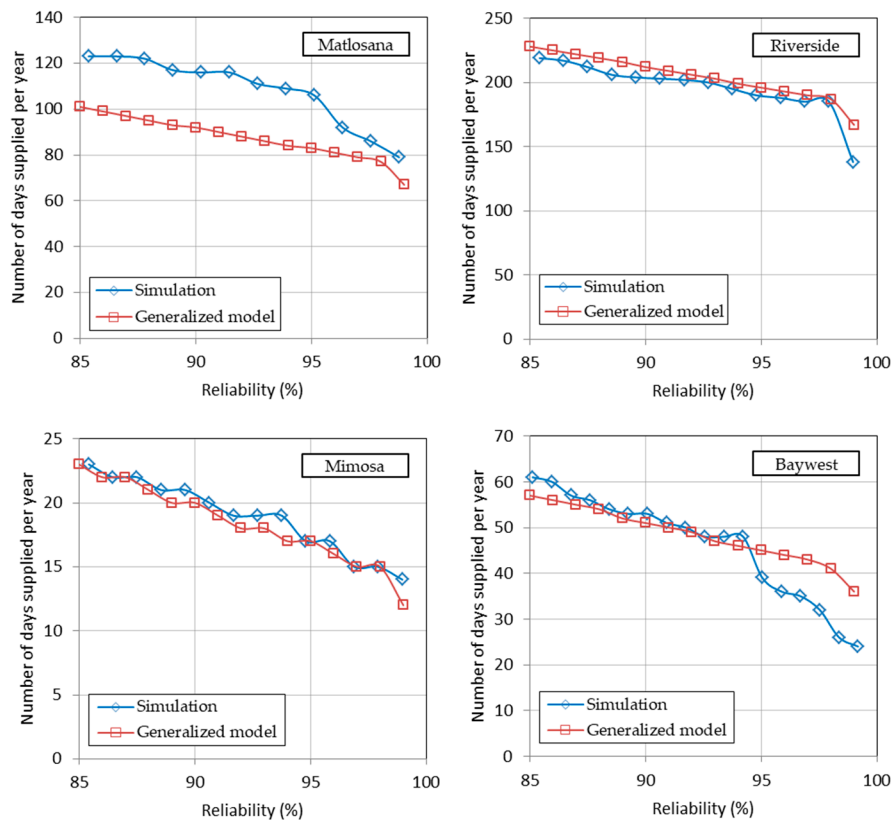 Matlosana
Number of days supplied per year
140
120
100
80
60
40
20
0
Simulation
Generalized model
85
90
95
100
Reliability (%)
Riverside
Number of days supplied per year
250
200
150
100
50
0
Simulation
Generalized model
85
90
95
100
Reliability (%)
Mimosa
Number of days supplied per year
25
20
15
10
5
0
Simulation
Generalized model
85
90
95
100
Reliability (%)
Baywest
Number of days supplied per year
70
60
50
40
30
20
10
0
Simulation
Generalized model
85
90
95
100
Reliability (%)